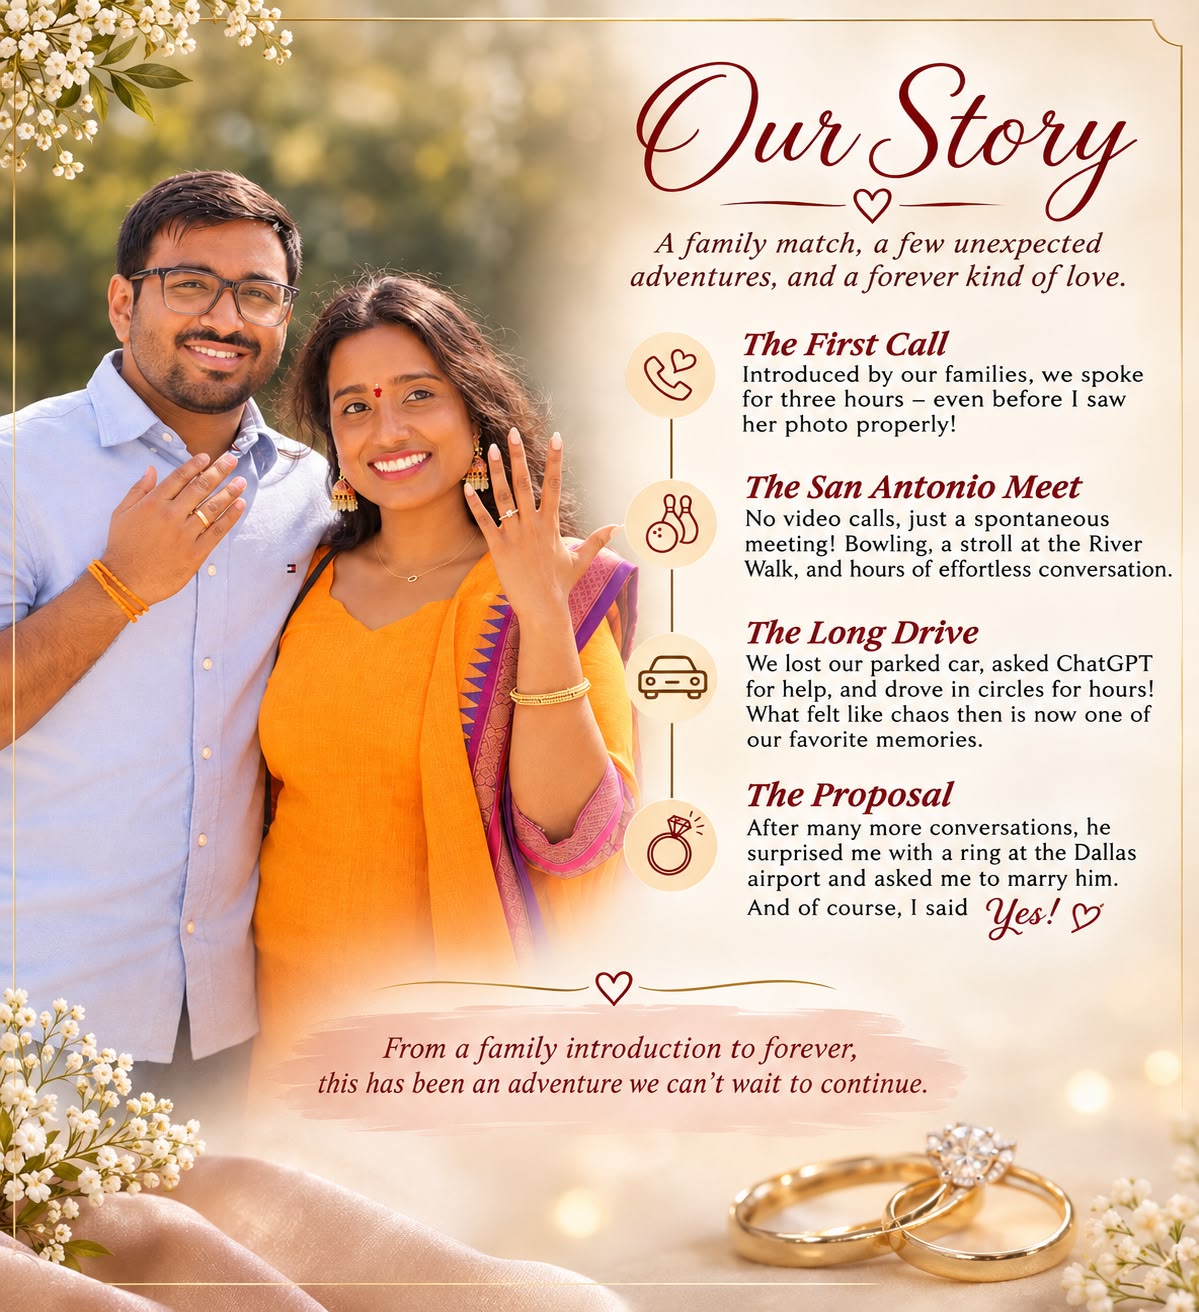 Our Story
A family match, a few unexpected
adventures, and a forever kind of love.
The First Call
Introduced by our families, we spoke
for three hours – even before I saw
her photo properly!
The San Antonio Meet
No video calls, just a spontaneous
meeting! Bowling, a stroll at the River
Walk, and hours of effortless conversation.
The Long Drive
We lost our parked car, asked ChatGPT
for help, and drove in circles for hours!
What felt like chaos then is now one of
our favorite memories.
The Proposal
After many more conversations, he
surprised me with a ring at the Dallas
airport and asked me to marry him.
And of course, I said Yes!
From a family introduction to forever,
this has been an adventure we can’t wait to continue.